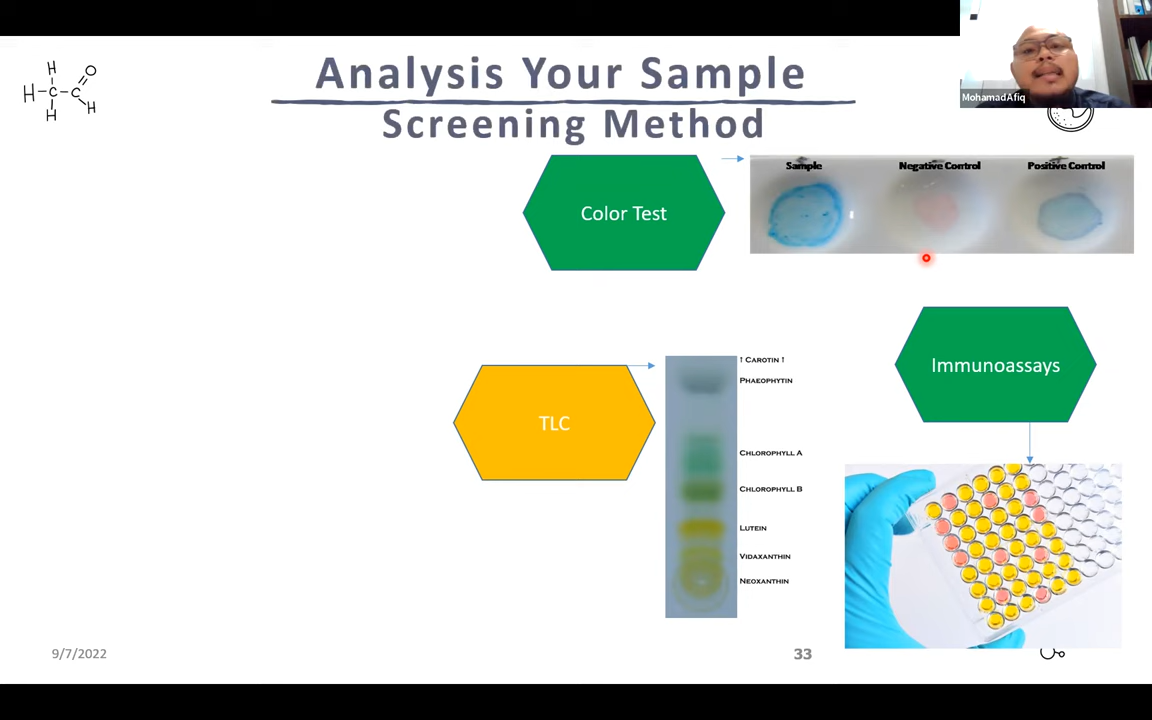 Analysis Your Sample
Screening Method
MohamadAfiq
H
O
H
C
C
H
H
Color Test
Sample
Negative Control
Positive Control
Immunoassays
TLC
↑ CAROTIN ↑
PHAEOPHYTIN
CHLOROPHYLL A
CHLOROPHYLL B
LUTEIN
VIDAXANTHIN
NEOXANTHIN
9/7/2022
33